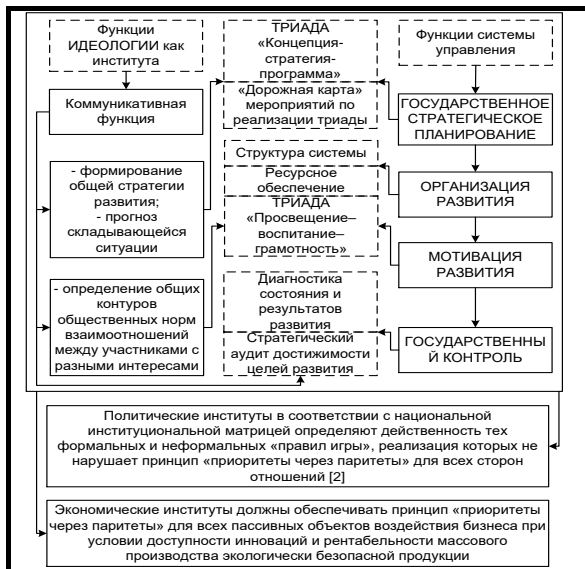 Функции
ИДЕОЛОГИИ как
института
Коммуникативная
функция
- формирование
общей стратегии
развития;
- прогноз
складывающейся
ситуации
- определение общих
контуров
общественных норм
взаимоотношений
между участниками с
разными интересами
ТРИАДА
«Концепция-
стратегия-
программа»
«Дорожная карта»
мероприятий по
реализации триады
Структура системы
Ресурсное
обеспечение
ТРИАДА
«Просвещение–
воспитание–
грамотность»
Диагностика
состояния и
результатов
развития
Стратегический
аудит достижимости
целей развития
Функции системы
управления
ГОСУДАРСТВЕННОЕ
СТРАТЕГИЧЕСКОЕ
ПЛАНИРОВАНИЕ
ОРГАНИЗАЦИЯ
РАЗВИТИЯ
МОТИВАЦИЯ
РАЗВИТИЯ
ГОСУДАРСТВЕННЫ
Й КОНТРОЛЬ
Политические институты в соответствии с национальной
институциональной матрицей определяют действенность тех
формальных и неформальных «правил игры», реализация которых не
нарушает принцип «приоритеты через паритеты» для всех сторон
отношений [2]
Экономические институты должны обеспечивать принцип «приоритеты
через паритеты» для всех пассивных объектов воздействия бизнеса при
условии доступности инноваций и рентабельности массового
производства экологически безопасной продукции